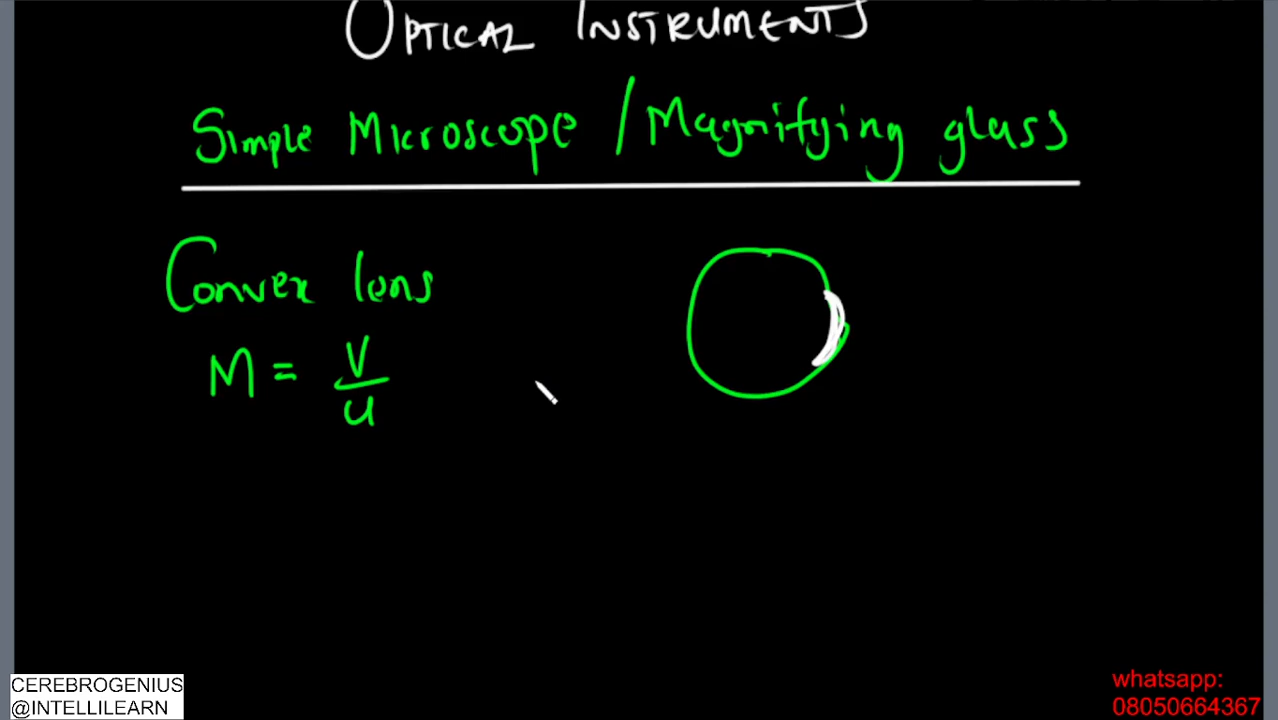 OPTICAL INSTRUMENTS
Simple Microscope / Magnifying glass
Convex lens
M = V/u
CEREBROGENIUS
@INTELLILEARN
whatsapp:
08050664367